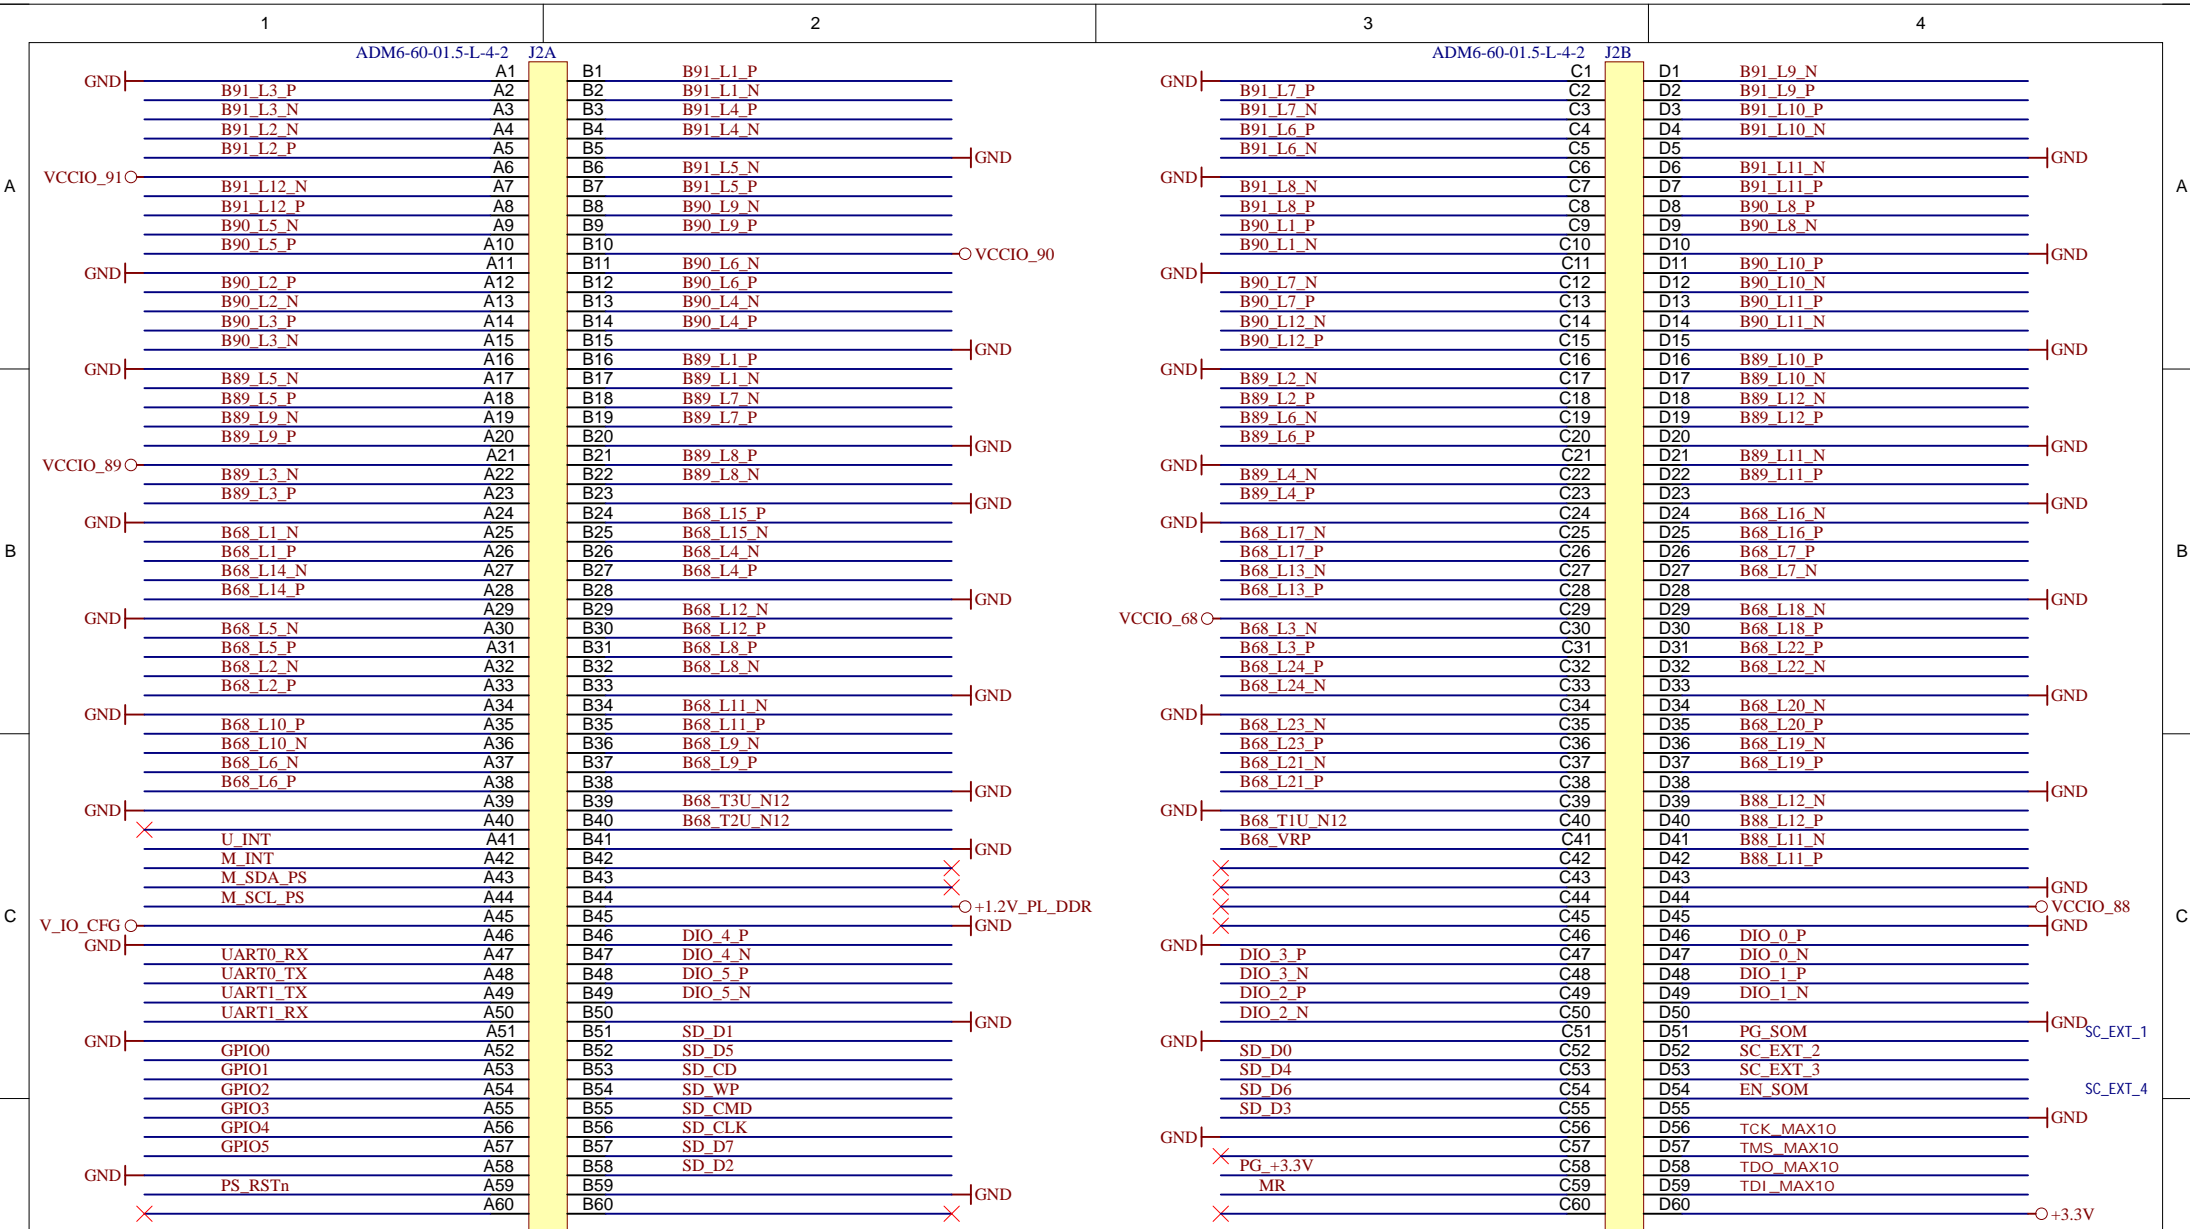 1 2 3 4
ADM6-60-01.5-L-4-2 J2A ADM6-60-01.5-L-4-2 J2B
GND A1 B1 B91_L1_P GND C1 D1 B91_L9_N
B91_L3_P A2 B2 B91_L1_N B91_L7_P C2 D2 B91_L9_P
B91_L3_N A3 B3 B91_L4_P B91_L7_N C3 D3 B91_L10_P
B91_L2_N A4 B4 B91_L4_N B91_L6_P C4 D4 B91_L10_N
B91_L2_P A5 B5 GND B91_L6_N C5 D5 GND
VCCIO_91 A6 B6 B91_L5_N GND C6 D6 B91_L11_N
A B91_L12_N A7 B7 B91_L5_P B91_L8_N C7 D7 B91_L11_P A
B91_L12_P A8 B8 B90_L9_N B91_L8_P C8 D8 B90_L8_P
B90_L5_N A9 B9 B90_L9_P B90_L1_P C9 D9 B90_L8_N
B90_L5_P A10 B10 VCCIO_90 B90_L1_N C10 D10 GND
GND A11 B11 B90_L6_N GND C11 D11 B90_L10_P
B90_L2_P A12 B12 B90_L6_P B90_L7_N C12 D12 B90_L10_N
B90_L2_N A13 B13 B90_L4_N B90_L7_P C13 D13 B90_L11_P
B90_L3_P A14 B14 B90_L4_P B90_L12_N C14 D14 B90_L11_N
B90_L3_N A15 B15 GND B90_L12_P C15 D15 GND
GND A16 B16 B89_L1_P GND C16 D16 B89_L10_P
B89_L5_N A17 B17 B89_L1_N B89_L2_N C17 D17 B89_L10_N
B89_L5_P A18 B18 B89_L7_N B89_L2_P C18 D18 B89_L12_N
B89_L9_N A19 B19 B89_L7_P B89_L6_N C19 D19 B89_L12_P
B89_L9_P A20 B20 GND B89_L6_P C20 D20 GND
VCCIO_89 A21 B21 B89_L8_P GND C21 D21 B89_L11_N
B89_L3_N A22 B22 B89_L8_N B89_L4_N C22 D22 B89_L11_P
B89_L3_P A23 B23 GND B89_L4_P C23 D23 GND
GND A24 B24 B68_L15_P GND C24 D24 B68_L16_N
B68_L1_N A25 B25 B68_L15_N B68_L17_N C25 D25 B68_L16_P
B B68_L1_P A26 B26 B68_L4_N B68_L17_P C26 D26 B68_L7_P B
B68_L14_N A27 B27 B68_L4_P B68_L13_N C27 D27 B68_L7_N
B68_L14_P A28 B28 GND B68_L13_P C28 D28 GND
GND A29 B29 B68_L12_N VCCIO_68 C29 D29 B68_L18_N
B68_L5_N A30 B30 B68_L12_P B68_L3_N C30 D30 B68_L18_P
B68_L5_P A31 B31 B68_L8_P B68_L3_P C31 D31 B68_L22_P
B68_L2_N A32 B32 B68_L8_N B68_L24_P C32 D32 B68_L22_N
B68_L2_P A33 B33 GND B68_L24_N C33 D33 GND
GND A34 B34 B68_L11_N GND C34 D34 B68_L20_N
B68_L10_P A35 B35 B68_L11_P B68_L23_N C35 D35 B68_L20_P
B68_L10_N A36 B36 B68_L9_N B68_L23_P C36 D36 B68_L19_N
B68_L6_N A37 B37 B68_L9_P B68_L21_N C37 D37 B68_L19_P
B68_L6_P A38 B38 GND B68_L21_P C38 D38 GND
GND A39 B39 B68_T3U_N12 GND C39 D39 B88_L12_N
A40 B40 B68_T2U_N12 B68_T1U_N12 C40 D40 B88_L12_P
U_INT A41 B41 GND B68_VRP C41 D41 B88_L11_N
M_INT A42 B42 C42 D42 B88_L11_P
M_SDA_PS A43 B43 C43 D43 GND
M_SCL_PS A44 B44 +1.2V_PL_DDR C44 D44 VCCIO_88
C V_IO_CFG A45 B45 GND C45 D45 GND C
GND A46 B46 DIO_4_P GND C46 D46 DIO_0_P
UART0_RX A47 B47 DIO_4_N DIO_3_P C47 D47 DIO_0_N
UART0_TX A48 B48 DIO_5_P DIO_3_N C48 D48 DIO_1_P
UART1_TX A49 B49 DIO_5_N DIO_2_P C49 D49 DIO_1_N
UART1_RX A50 B50 GND DIO_2_N C50 D50 GND
GND A51 B51 SD_D1 GND C51 D51 PG_SOM SC_EXT_1
GPIO0 A52 B52 SD_D5 SD_D0 C52 D52 SC_EXT_2
GPIO1 A53 B53 SD_CD SD_D4 C53 D53 SC_EXT_3
GPIO2 A54 B54 SD_WP SD_D6 C54 D54 EN_SOM SC_EXT_4
GPIO3 A55 B55 SD_CMD SD_D3 C55 D55 GND
GPIO4 A56 B56 SD_CLK GND C56 D56 TCK_MAX10
GPIO5 A57 B57 SD_D7 C57 D57 TMS_MAX10
GND A58 B58 SD_D2 PG_+3.3V C58 D58 TDO_MAX10
PS_RSTn A59 B59 GND MR C59 D59 TDI_MAX10
A60 B60 C60 D60 +3.3V